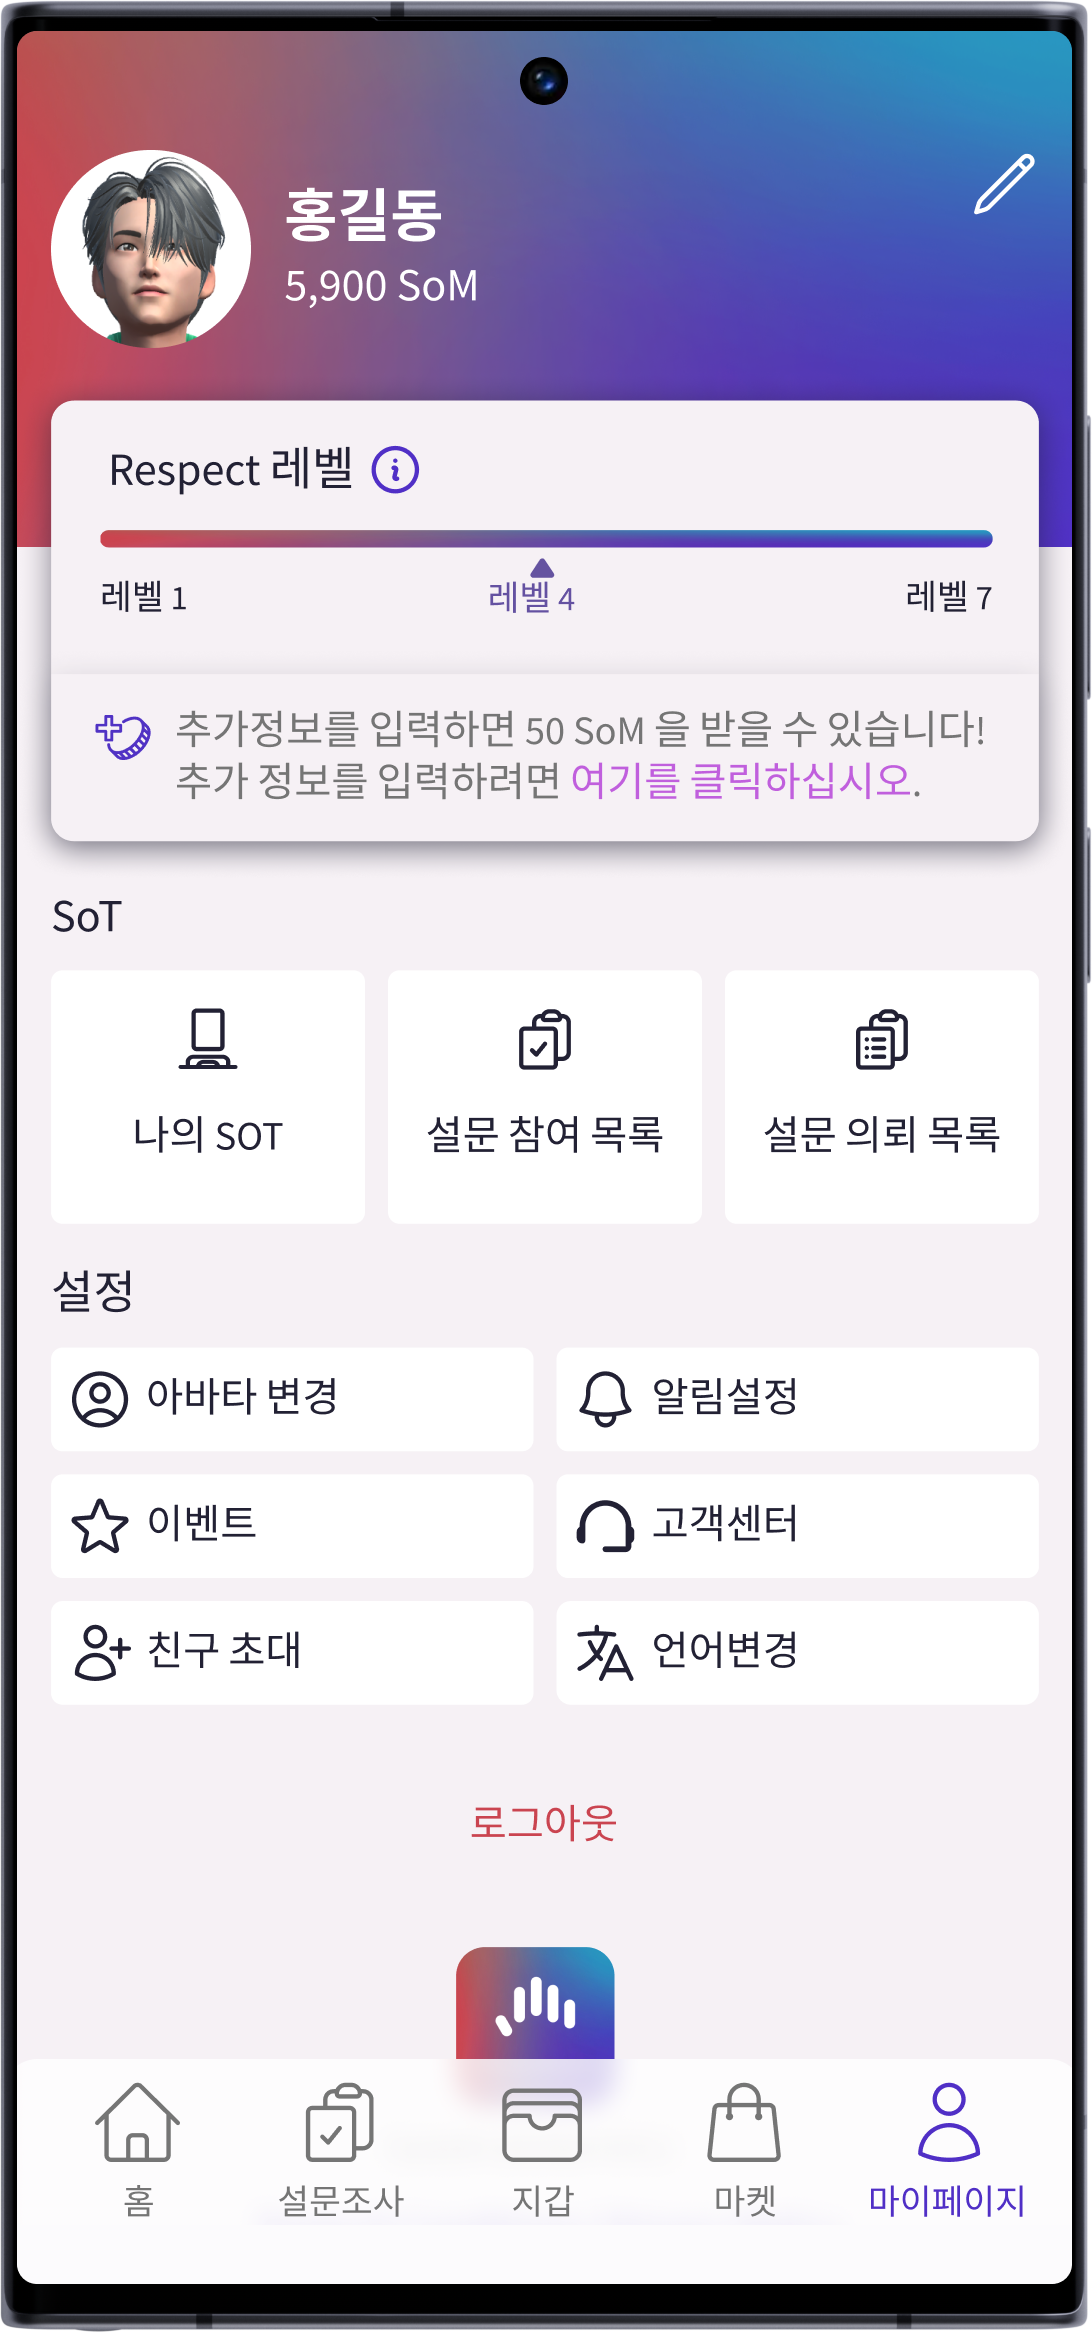 홍길동
5,900 SoM
Respect 레벨
레벨 1
레벨 4
레벨 7
추가정보를 입력하면 50 SoM 을 받을 수 있습니다!
추가 정보를 입력하려면 여기를 클릭하십시오.
SoT
나의 SOT
설문 참여 목록
설문 의뢰 목록
설정
아바타 변경
알림설정
이벤트
고객센터
친구 초대
언어변경
로그아웃
홈
설문조사
지갑
마켓
마이페이지